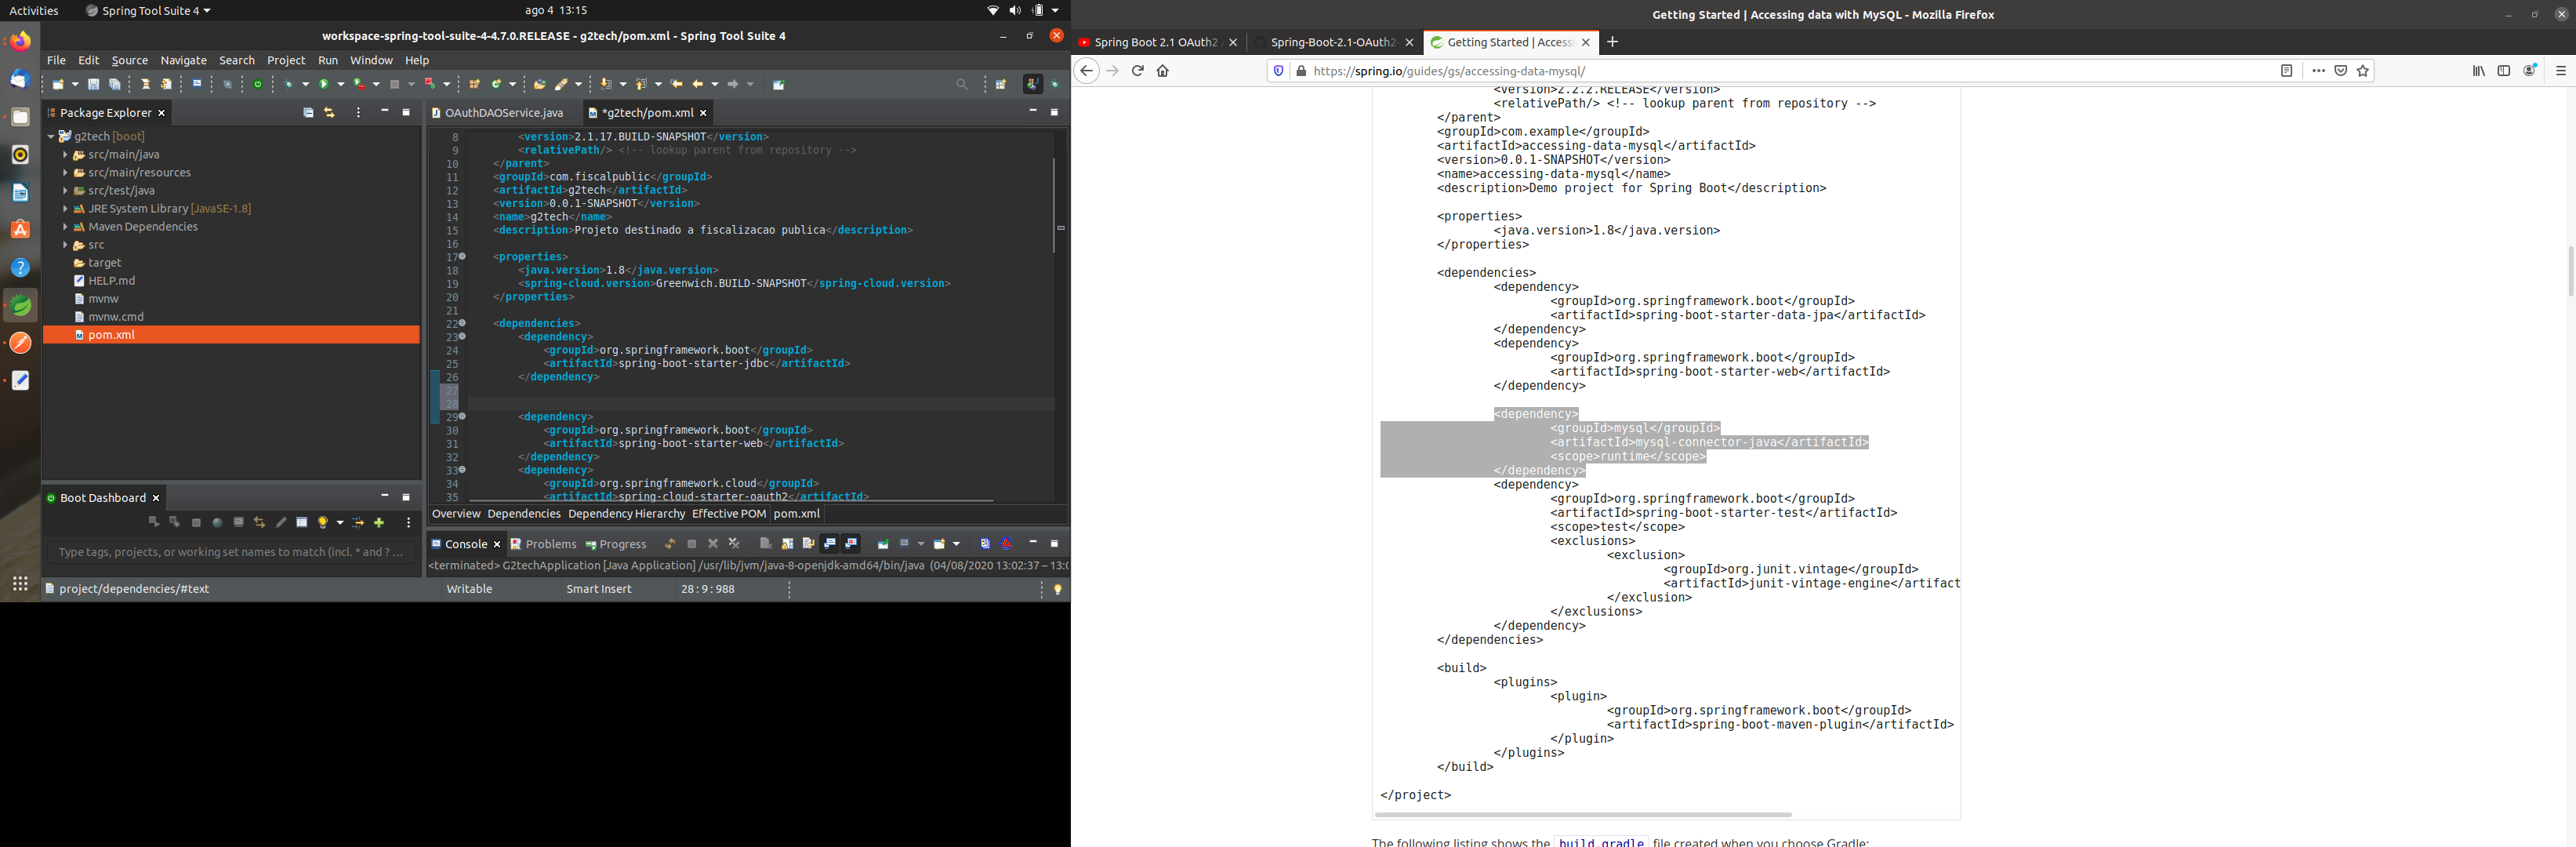 Activities
Spring Tool Suite 4
ago 4 13:15
workspace-spring-tool-suite-4-4.7.0.RELEASE - g2tech/pom.xml - Spring Tool Suite 4
File Edit Source Navigate Search Project Run Window Help
Package Explorer
g2tech [boot]
src/main/java
src/main/resources
src/test/java
JRE System Library [JavaSE-1.8]
Maven Dependencies
src
target
HELP.md
mvnw
mvnw.cmd
pom.xml
Boot Dashboard
Type tags, projects, or working set names to match (incl. * and ? ...
OAuthDAOService.java
*g2tech/pom.xml
8 <version>2.1.17.BUILD-SNAPSHOT</version>
9 <relativePath/> <!-- lookup parent from repository -->
10 </parent>
11 <groupId>com.fiscalpublic</groupId>
12 <artifactId>g2tech</artifactId>
13 <version>0.0.1-SNAPSHOT</version>
14 <name>g2tech</name>
15 <description>Projeto destinado a fiscalizacao publica</description>
16
17 <properties>
18 <java.version>1.8</java.version>
19 <spring-cloud.version>Greenwich.BUILD-SNAPSHOT</spring-cloud.version>
20 </properties>
21
22 <dependencies>
23 <dependency>
24 <groupId>org.springframework.boot</groupId>
25 <artifactId>spring-boot-starter-jdbc</artifactId>
26 </dependency>
27
28
29 <dependency>
30 <groupId>org.springframework.boot</groupId>
31 <artifactId>spring-boot-starter-web</artifactId>
32 </dependency>
33 <dependency>
34 <groupId>org.springframework.cloud</groupId>
35 <artifactId>spring-cloud-starter-oauth2</artifactId>
Overview Dependencies Dependency Hierarchy Effective POM pom.xml
Console Problems Progress
<terminated> G2techApplication [Java Application] /usr/lib/jvm/java-8-openjdk-amd64/bin/java (04/08/2020 13:02:37 – 13:0
project/dependencies/#text
Writable
Smart Insert
28 : 9 : 988
Getting Started | Accessing data with MySQL - Mozilla Firefox
Spring Boot 2.1 OAuth2
Spring-Boot-2.1-OAuth2-
Getting Started | Accessi
https://spring.io/guides/gs/accessing-data-mysql/
<version>2.2.2.RELEASE</version>
<relativePath/> <!-- lookup parent from repository -->
</parent>
<groupId>com.example</groupId>
<artifactId>accessing-data-mysql</artifactId>
<version>0.0.1-SNAPSHOT</version>
<name>accessing-data-mysql</name>
<description>Demo project for Spring Boot</description>
<properties>
<java.version>1.8</java.version>
</properties>
<dependencies>
<dependency>
<groupId>org.springframework.boot</groupId>
<artifactId>spring-boot-starter-data-jpa</artifactId>
</dependency>
<dependency>
<groupId>org.springframework.boot</groupId>
<artifactId>spring-boot-starter-web</artifactId>
</dependency>
<dependency>
<groupId>mysql</groupId>
<artifactId>mysql-connector-java</artifactId>
<scope>runtime</scope>
</dependency>
<dependency>
<groupId>org.springframework.boot</groupId>
<artifactId>spring-boot-starter-test</artifactId>
<scope>test</scope>
<exclusions>
<exclusion>
<groupId>org.junit.vintage</groupId>
<artifactId>junit-vintage-engine</artifact
</exclusion>
</exclusions>
</dependency>
</dependencies>
<build>
<plugins>
<plugin>
<groupId>org.springframework.boot</groupId>
<artifactId>spring-boot-maven-plugin</artifactId>
</plugin>
</plugins>
</build>
</project>
The following listing shows the build.gradle file created when you choose Gradle: